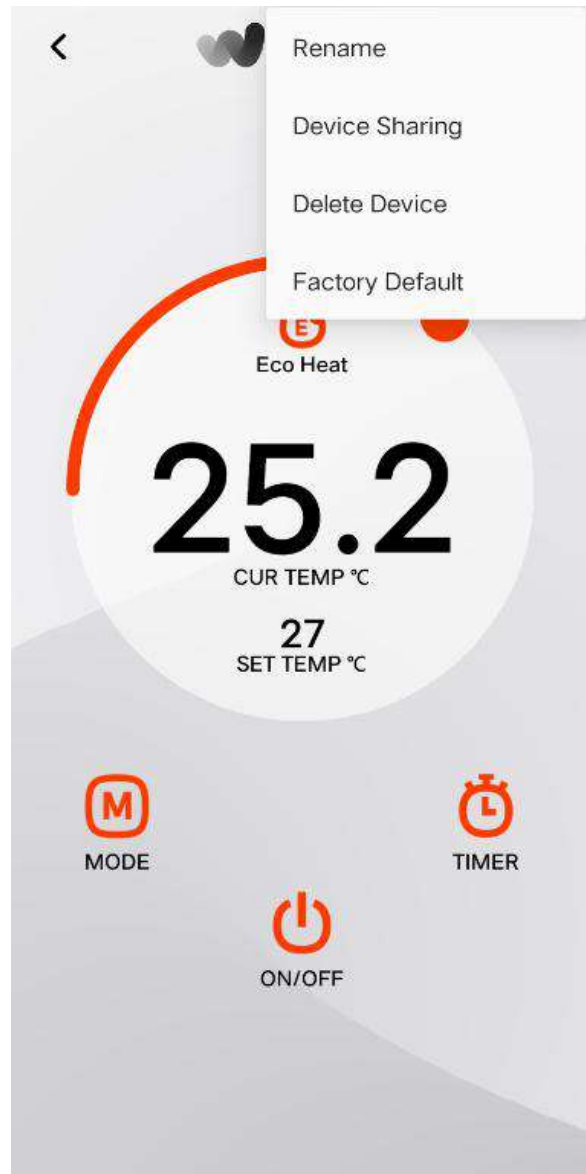 Rename
Device Sharing
Delete Device
Factory Default
E
Eco Heat
25.2
CUR TEMP °C
27
SET TEMP °C
M
MODE
TIMER
ON/OFF